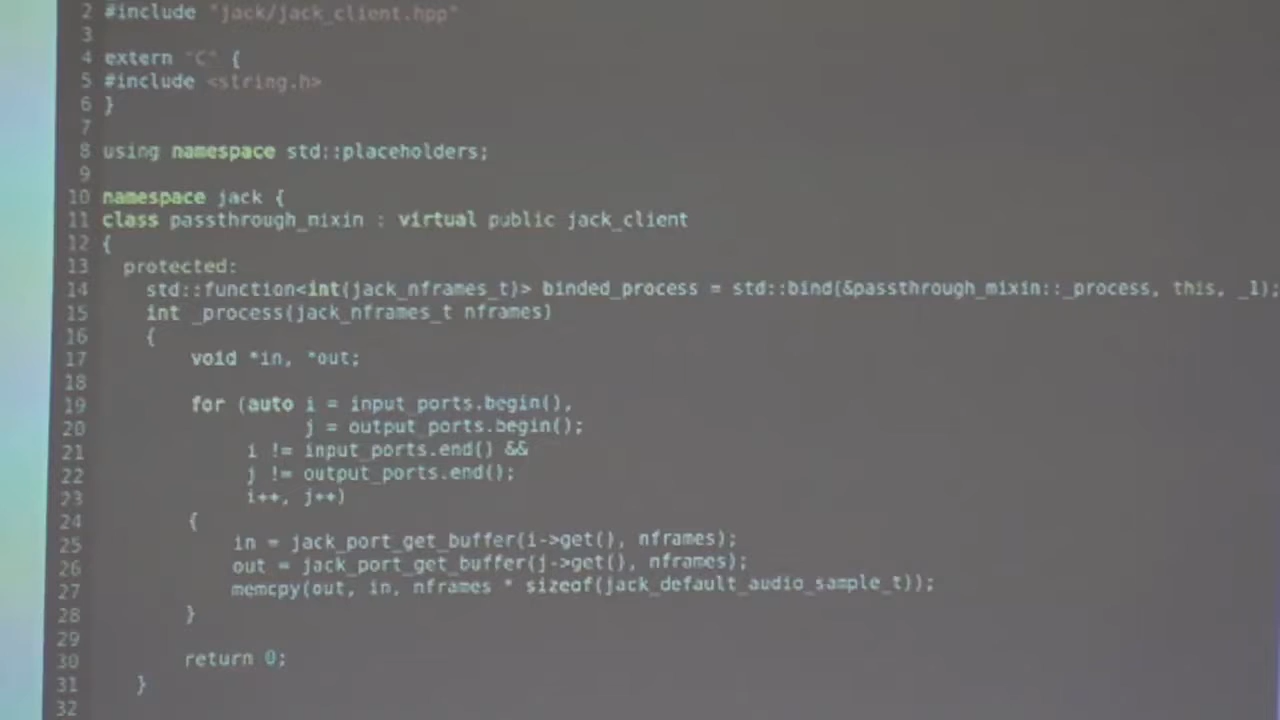 2 #include "jack/jack_client.hpp"
3
4 extern "C" {
5 #include <string.h>
6 }
7
8 using namespace std::placeholders;
9
10 namespace jack {
11 class passthrough_mixin : virtual public jack_client
12 {
13 protected:
14 std::function<int(jack_nframes_t)> binded_process = std::bind(&passthrough_mixin::_process, this, _1);
15 int _process(jack_nframes_t nframes)
16 {
17 void *in, *out;
18
19 for (auto i = input_ports.begin(),
20 j = output_ports.begin();
21 i != input_ports.end() &&
22 j != output_ports.end();
23 i++, j++)
24 {
25 in = jack_port_get_buffer(i->get(), nframes);
26 out = jack_port_get_buffer(j->get(), nframes);
27 memcpy(out, in, nframes * sizeof(jack_default_audio_sample_t));
28 }
29
30 return 0;
31 }
32